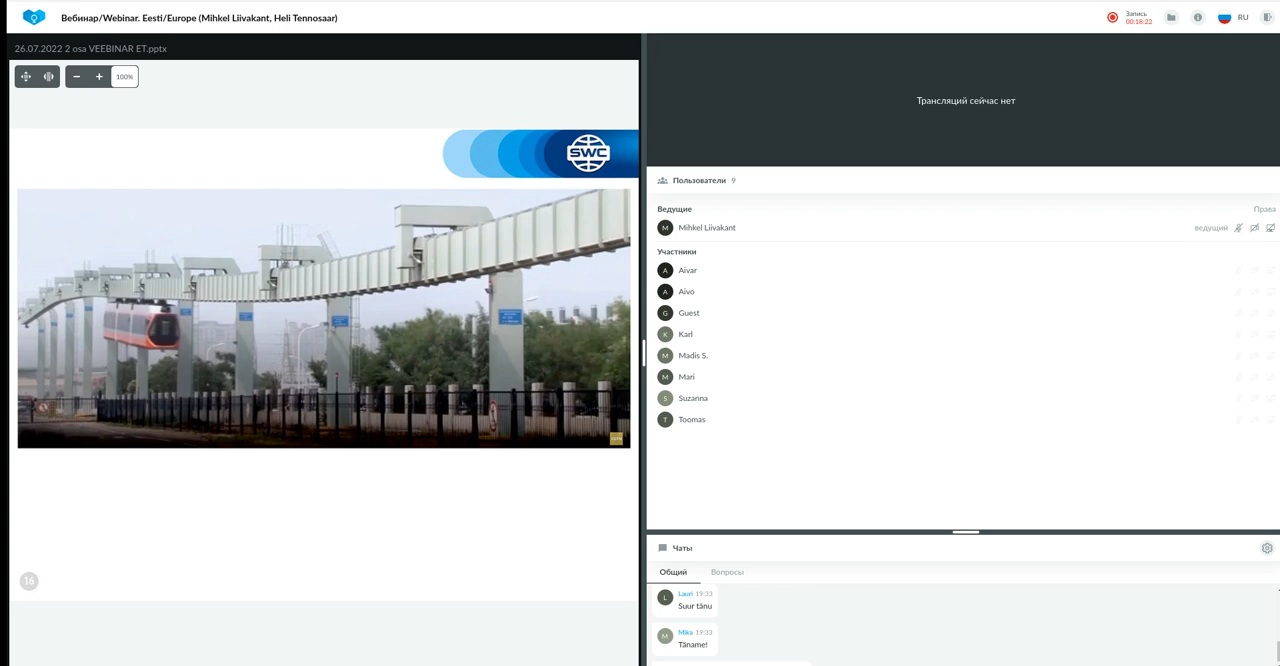 Вебинар/Webinar. Eesti/Europe (Mihkel Liivakant, Heli Tennosaar)
Запись
00:18:22
RU
26.07.2022 2 osa VEEBINAR ET.pptx
100%
SWC
16
Трансляций сейчас нет
Пользователи 9
Ведущие
Права
M Mihkel Liivakant ведущий
Участники
A Aivar
A Aivo
G Guest
K Karl
M Madis S.
M Mari
S Suzanna
T Toomas
Чаты
Общий Вопросы
L Lauri 19:33
Suur tänu
M Mika 19:33
Täname!